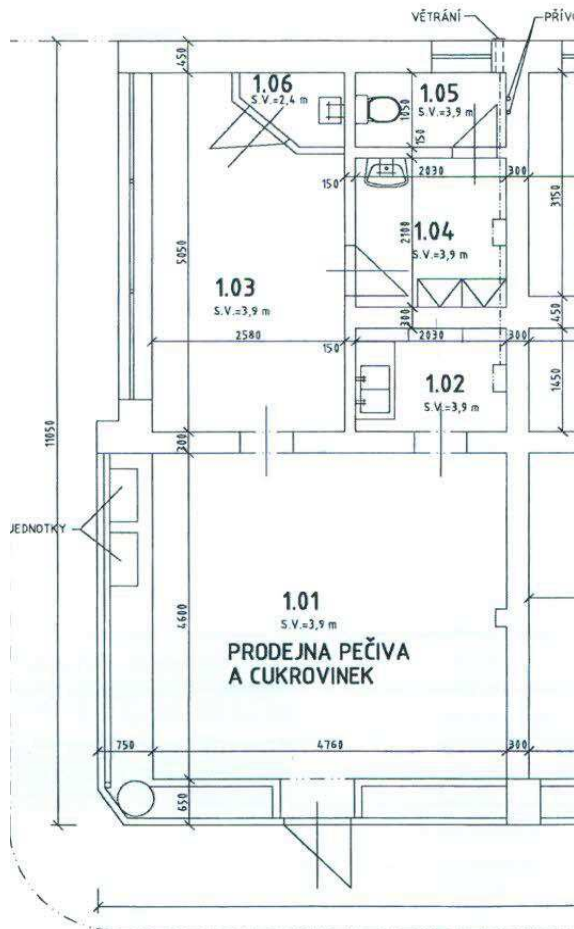 VĚTRÁNÍ
PŘÍVO
450
1.06
S.V.=2,4 m
1.05
S.V.=3,9 m
1050
150
150
2030
300
3150
5050
2100
1.04
S.V.=3,9 m
1.03
S.V.=3,9 m
300
450
2580
150
2030
300
1.02
S.V.=3,9 m
1450
11050
300
JEDNOTKY
1.01
S.V.=3,9 m
4600
PRODEJNA PEČIVA
A CUKROVINEK
750
4760
300
650